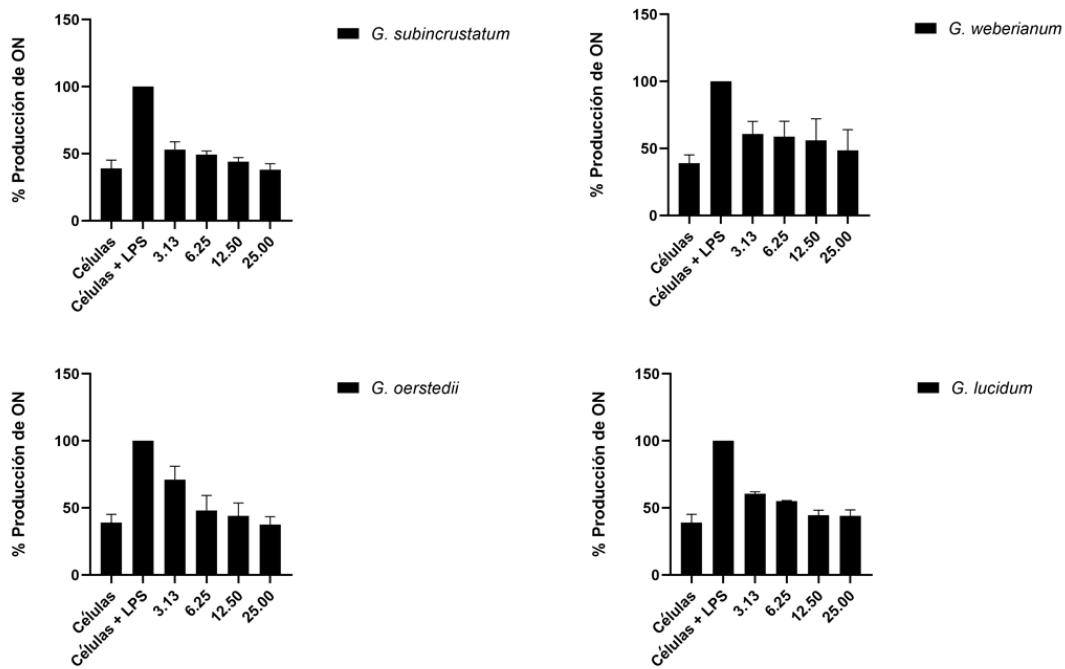 % Producción de ON
150
100
50
0
Células
Células + LPS
3.13
6.25
12.50
25.00
G. subincrustatum
% Producción de ON
150
100
50
0
Células
Células + LPS
3.13
6.25
12.50
25.00
G. weberianum
% Producción de ON
150
100
50
0
Células
Células + LPS
3.13
6.25
12.50
25.00
G. oerstedii
% Producción de ON
150
100
50
0
Células
Células + LPS
3.13
6.25
12.50
25.00
G. lucidum